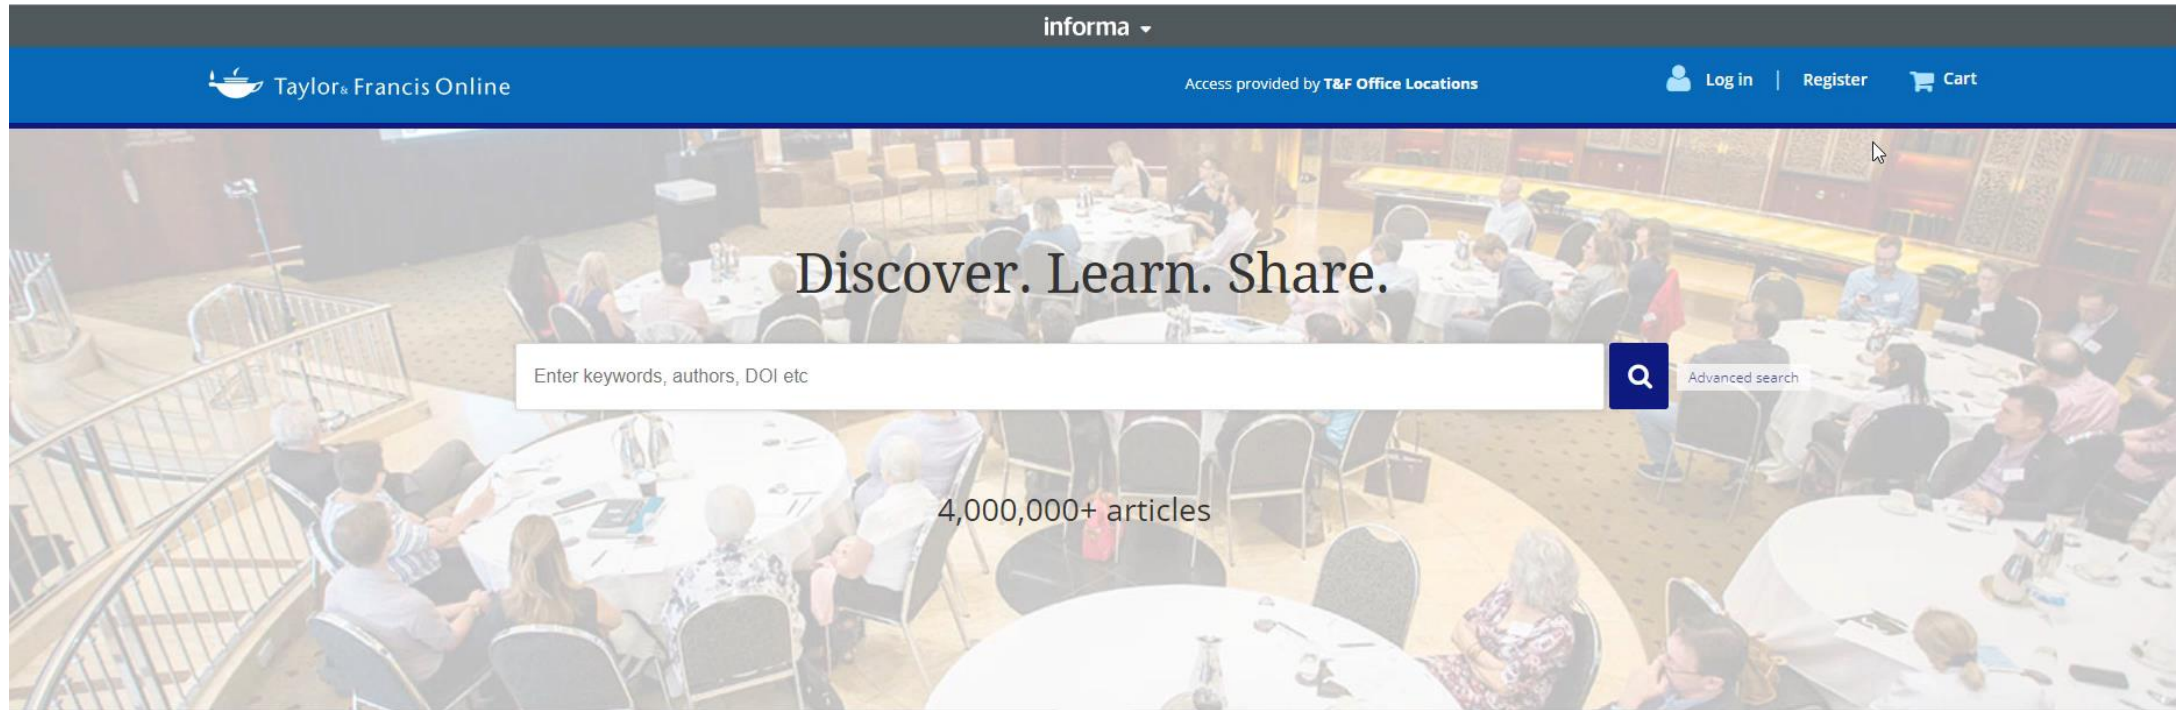 informa
Taylor & Francis Online
Access provided by T&F Office Locations
Log in | Register
Cart
Discover. Learn. Share.
Enter keywords, authors, DOI etc
Advanced search
4,000,000+ articles